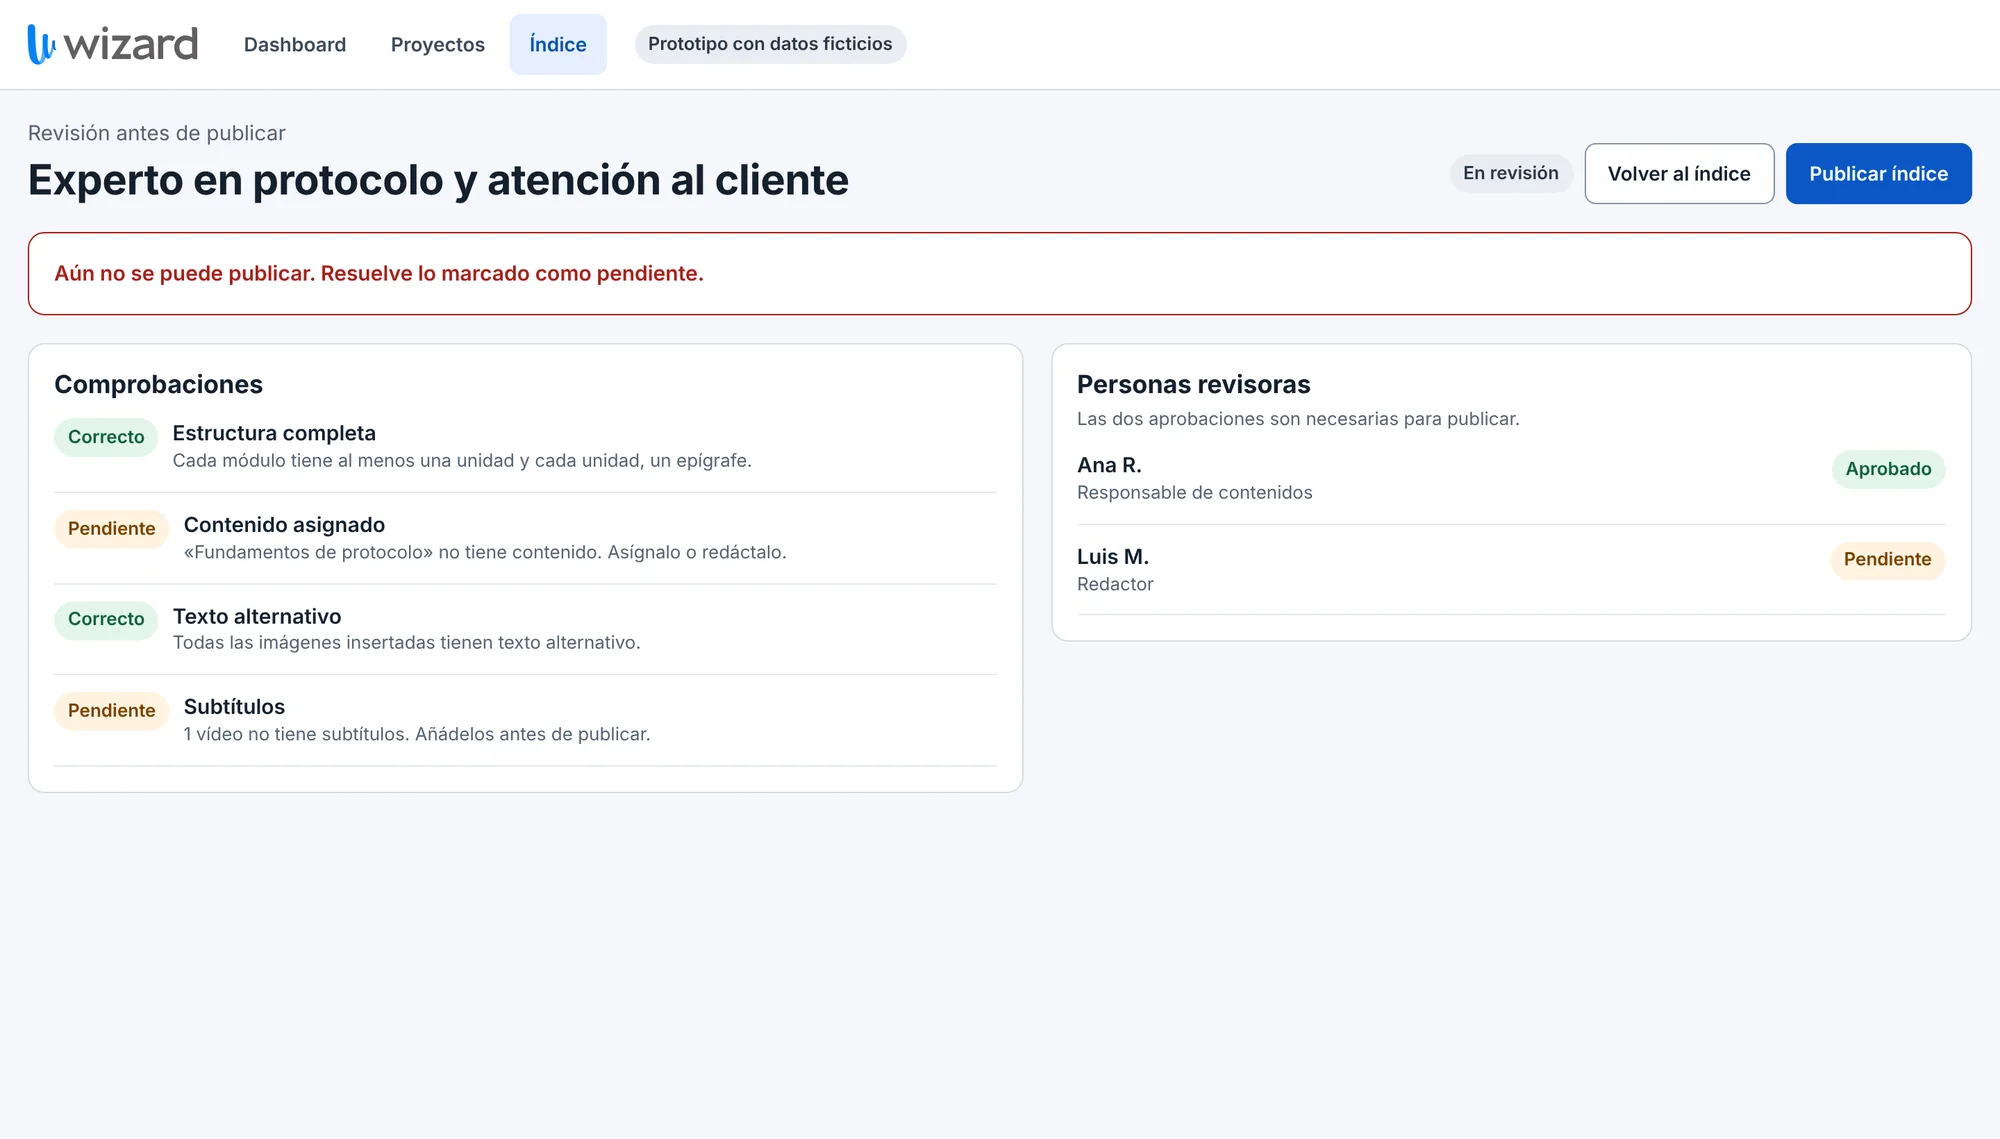 wizard
Dashboard
Proyectos
Índice
Prototipo con datos ficticios
Revisión antes de publicar
Experto en protocolo y atención al cliente
En revisión
Volver al índice
Publicar índice
Aún no se puede publicar. Resuelve lo marcado como pendiente.
Comprobaciones
Correcto
Estructura completa
Cada módulo tiene al menos una unidad y cada unidad, un epígrafe.
Pendiente
Contenido asignado
«Fundamentos de protocolo» no tiene contenido. Asígnalo o redáctalo.
Correcto
Texto alternativo
Todas las imágenes insertadas tienen texto alternativo.
Pendiente
Subtítulos
1 vídeo no tiene subtítulos. Añádelos antes de publicar.
Personas revisoras
Las dos aprobaciones son necesarias para publicar.
Ana R.
Responsable de contenidos
Aprobado
Luis M.
Redactor
Pendiente